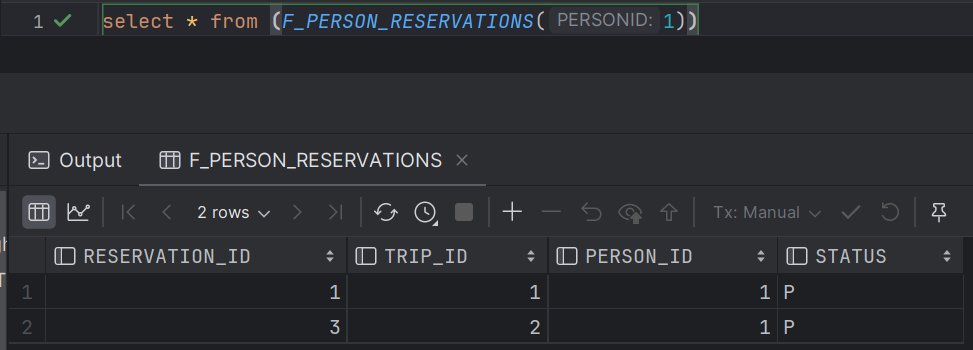 1 select * from (F_PERSON_RESERVATIONS( PERSONID: 1))
Output F_PERSON_RESERVATIONS ×
2 rows Tx: Manual
RESERVATION_ID TRIP_ID PERSON_ID STATUS
1 1 1 1 P
2 3 2 1 P